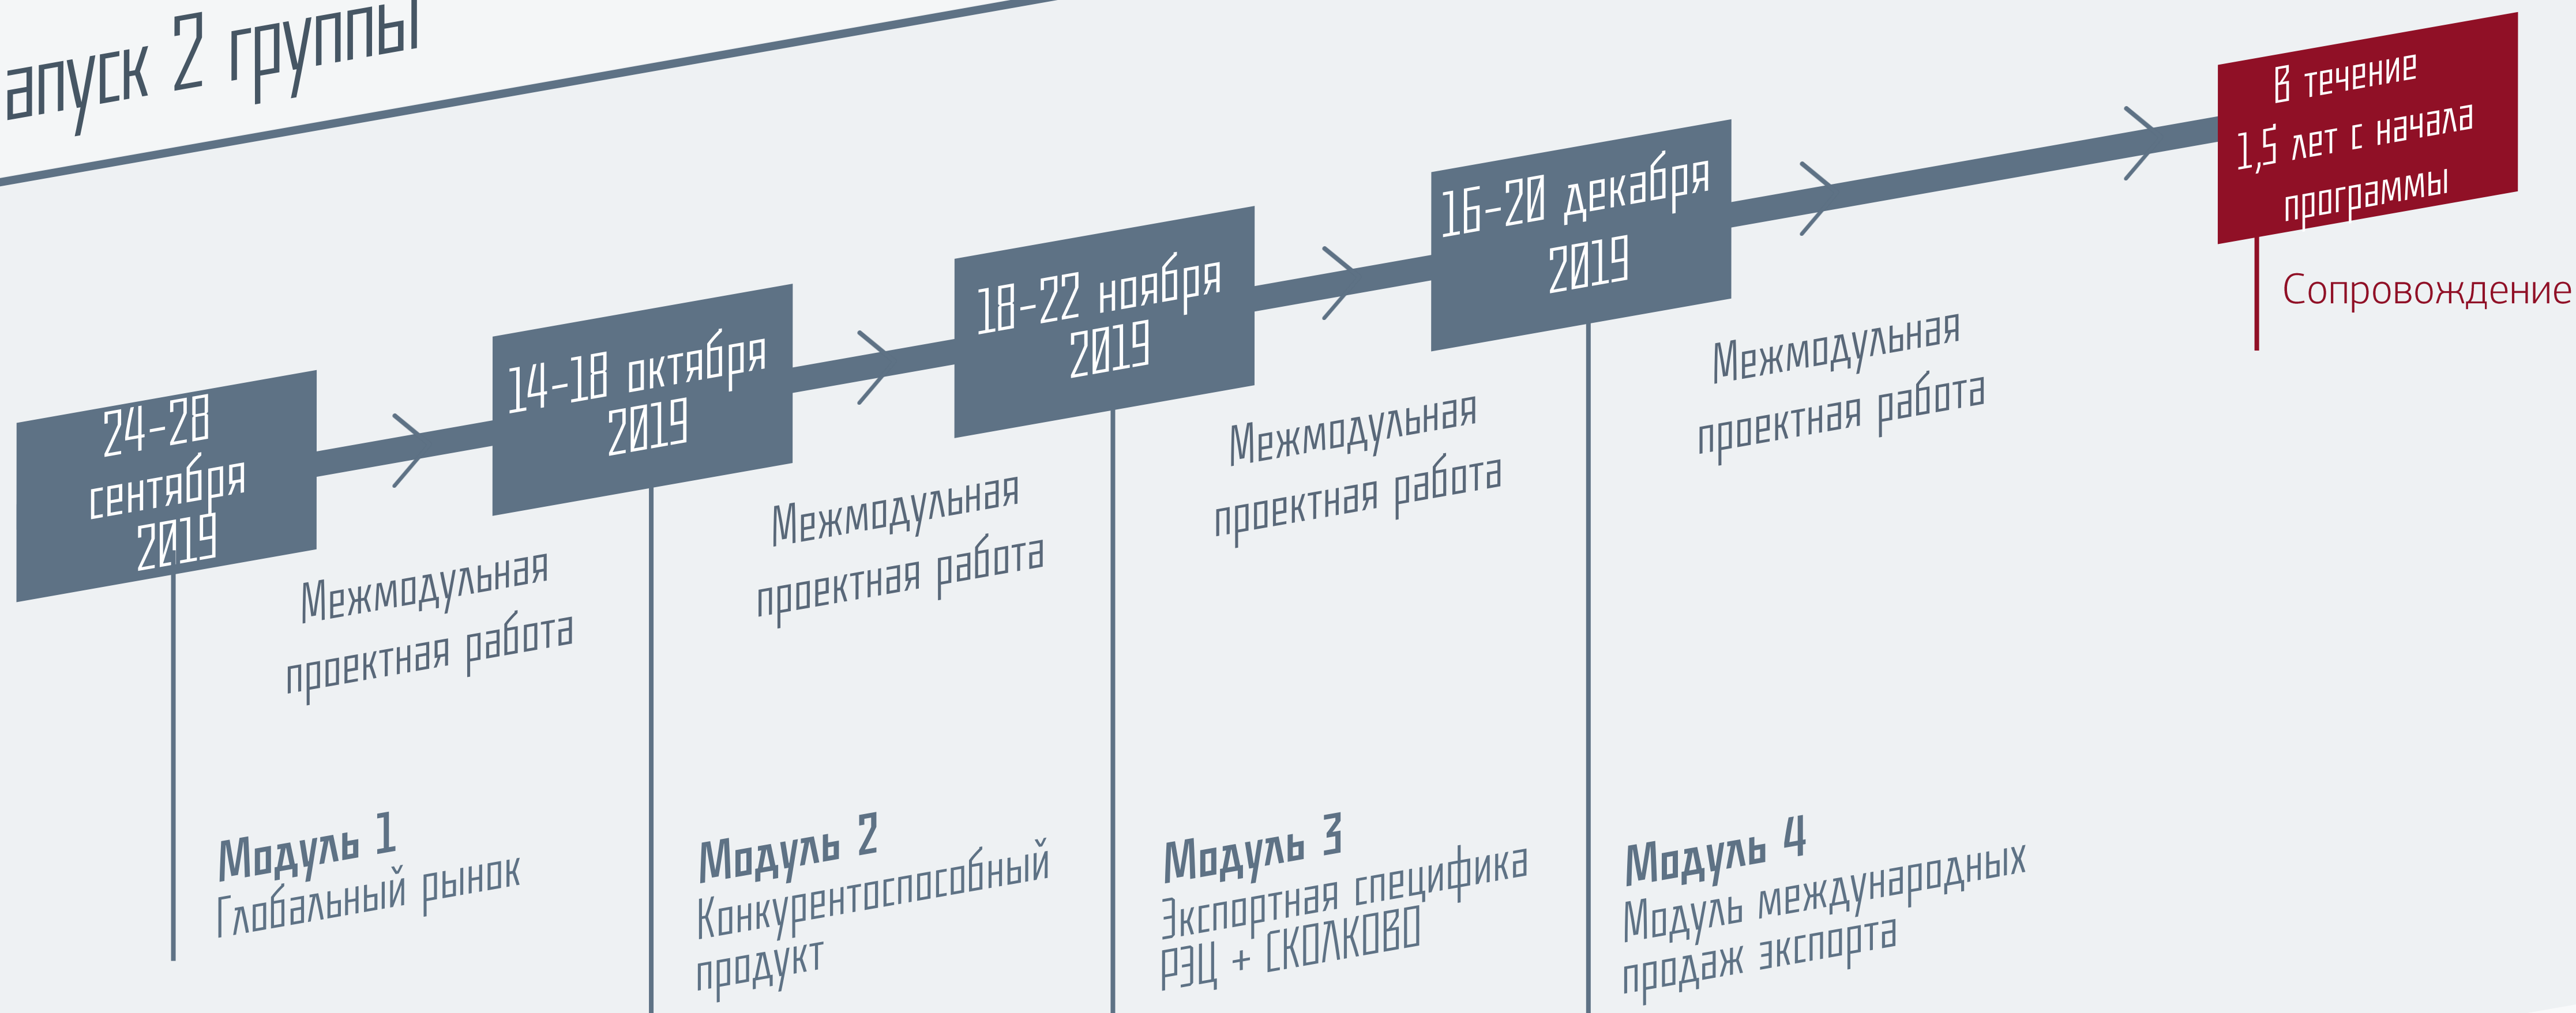 апуск 2 группы
24-28
сентября
2019
Межмодульная
проектная работа
14-18 октября
2019
Межмодульная
проектная работа
18-22 ноября
2019
Межмодульная
проектная работа
16-20 декабря
2019
Межмодульная
проектная работа
В течение
1,5 лет с начала
программы
Сопровождение
Модуль 1
Глобальный рынок
Модуль 2
Конкурентоспособный
продукт
Модуль 3
Экспортная специфика
РЭЦ + СКОЛКОВО
Модуль 4
Модуль международных
продаж экспорта